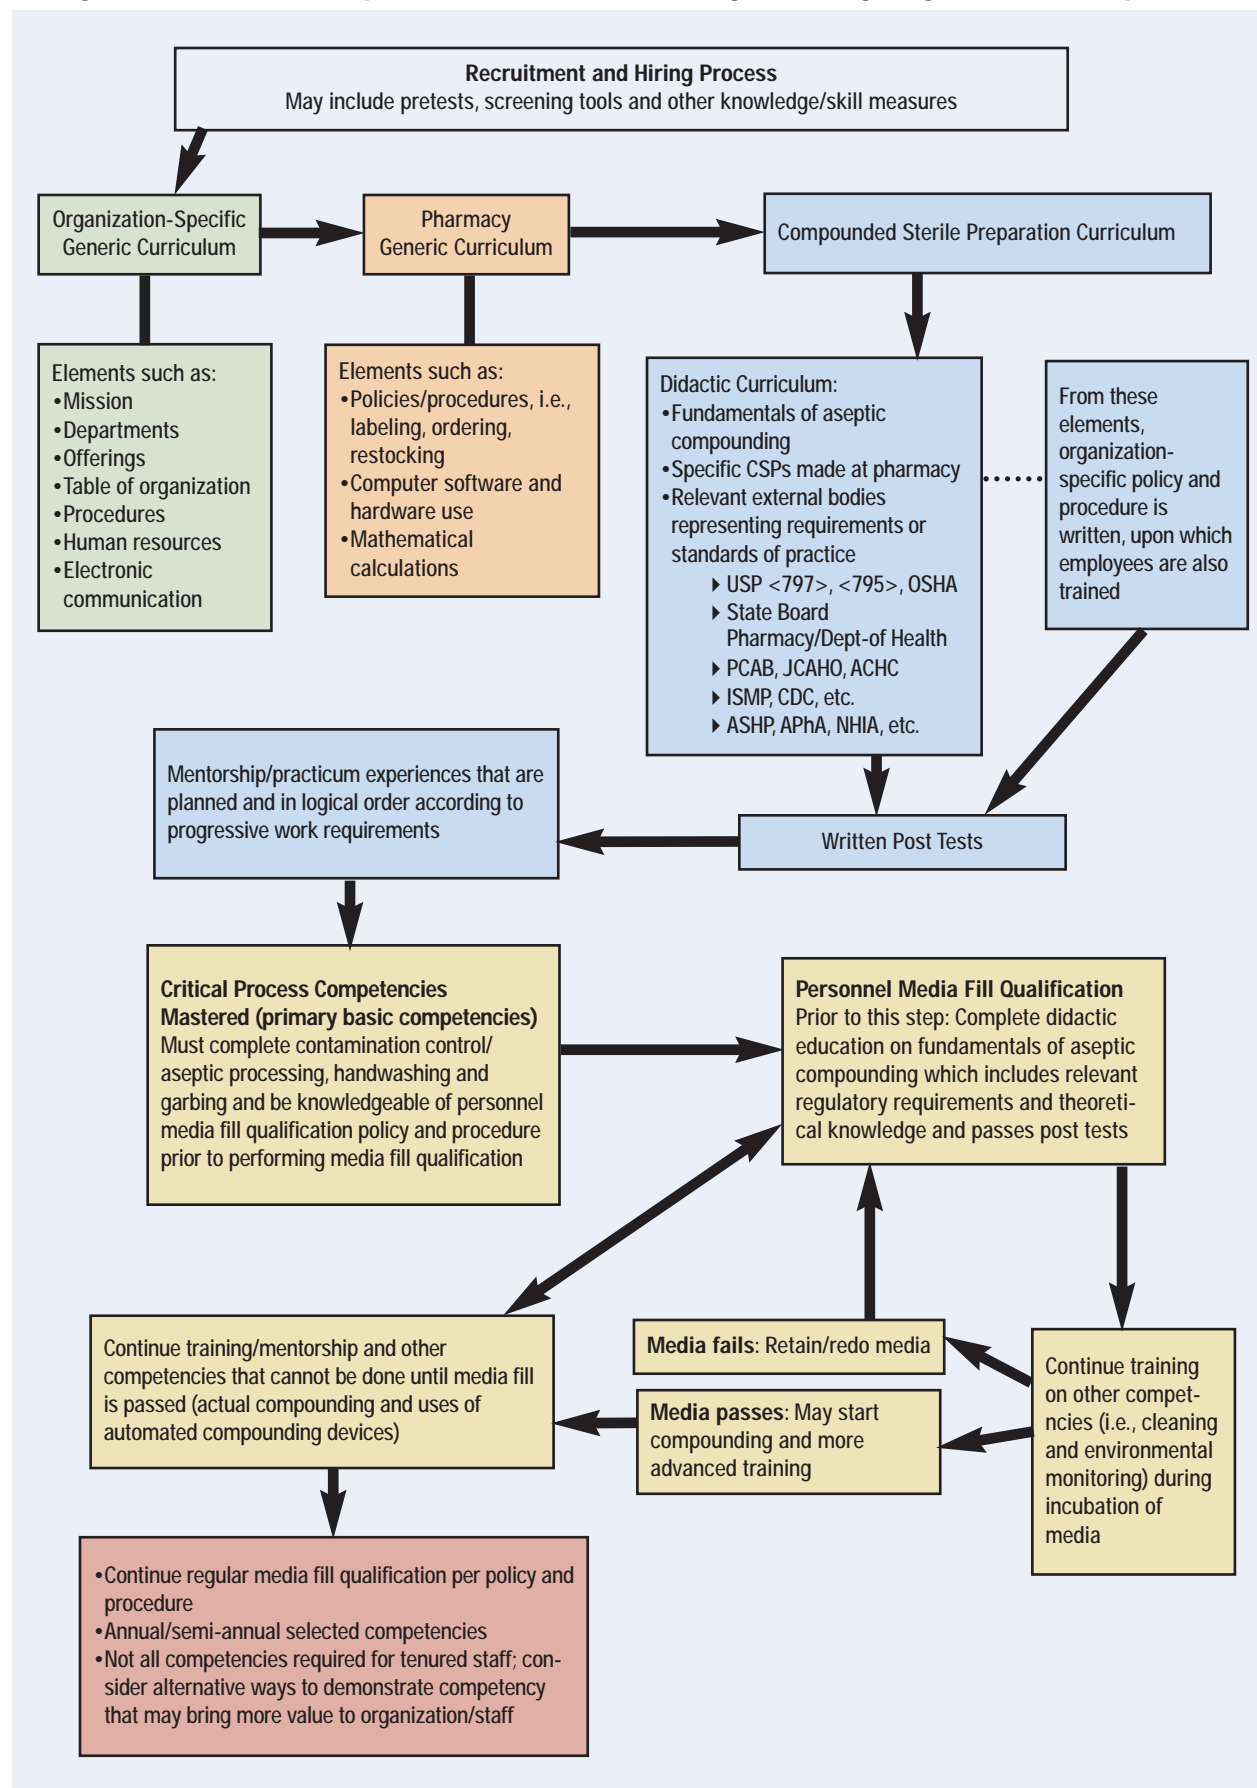 Recruitment and Hiring Process
May include pretests, screening tools and other knowledge/skill measures
Organization-Specific
Generic Curriculum
Pharmacy
Generic Curriculum
Compounded Sterile Preparation Curriculum
Elements such as:
•Mission
•Departments
•Offerings
•Table of organization
•Procedures
•Human resources
•Electronic
communication
Elements such as:
•Policies/procedures, i.e.,
labeling, ordering,
restocking
•Computer software and
hardware use
•Mathematical
calculations
Didactic Curriculum:
•Fundamentals of aseptic
compounding
•Specific CSPs made at pharmacy
•Relevant external bodies
representing requirements or
standards of practice
▸ USP <797>, <795>, OSHA
▸ State Board
Pharmacy/Dept-of Health
▸ PCAB, JCAHO, ACHC
▸ ISMP, CDC, etc.
▸ ASHP, APhA, NHIA, etc.
From these
elements,
organization-
specific policy and
procedure is
written, upon which
employees are also
trained
Mentorship/practicum experiences that are
planned and in logical order according to
progressive work requirements
Written Post Tests
Critical Process Competencies
Mastered (primary basic competencies)
Must complete contamination control/
aseptic processing, handwashing and
garbing and be knowledgeable of personnel
media fill qualification policy and procedure
prior to performing media fill qualification
Personnel Media Fill Qualification
Prior to this step: Complete didactic
education on fundamentals of aseptic
compounding which includes relevant
regulatory requirements and theoreti-
cal knowledge and passes post tests
Continue training/mentorship and other
competencies that cannot be done until media fill
is passed (actual compounding and uses of
automated compounding devices)
Media fails: Retain/redo media
Media passes: May start
compounding and more
advanced training
Continue training
on other compet-
ncies (i.e., cleaning
and environmental
monitoring) during
incubation of
media
•Continue regular media fill qualification per policy and
procedure
•Annual/semi-annual selected competencies
•Not all competencies required for tenured staff; con-
sider alternative ways to demonstrate competency
that may bring more value to organization/staff